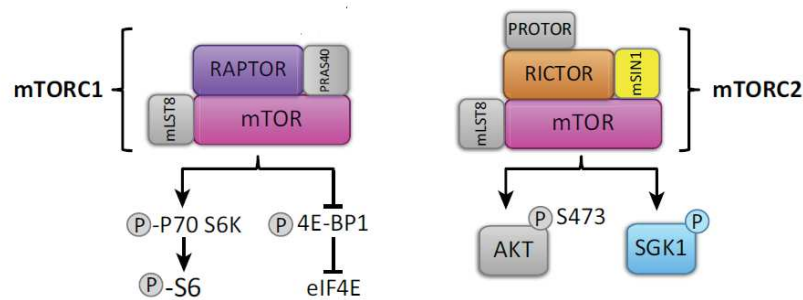 mTORC1
RAPTOR
PRAS40
mLST8
mTOR
P-P70 S6K
P 4E-BP1
P-S6
eIF4E
PROTOR
RICTOR
mSIN1
mLST8
mTOR
mTORC2
P S473
AKT
P
SGK1